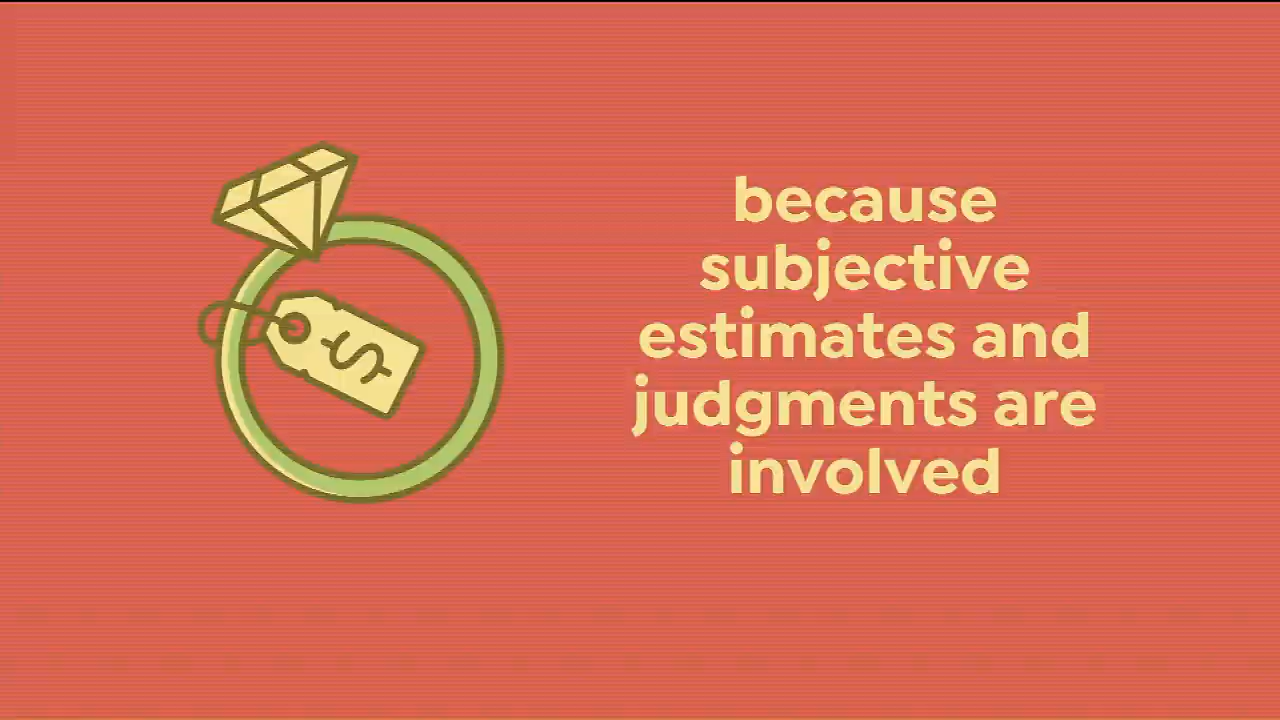 because
subjective
estimates and
judgments are
involved
$